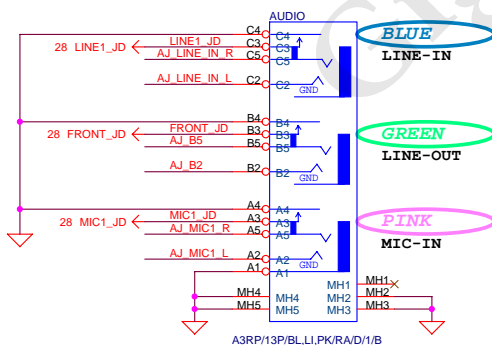 AUDIO
C4 C4 BLUE
28 LINE1_JD LINE1_JD C3 C3 LINE-IN
AJ_LINE_IN_R C5 C5
AJ_LINE_IN_L C2 C2
GND
B4 B4 GREEN
28 FRONT_JD FRONT_JD B3 B3
AJ_B5 B5 B5 LINE-OUT
AJ_B2 B2 B2
GND
A4 A4 PINK
28 MIC1_JD MIC1_JD A3 A3
AJ_MIC1_R A5 A5 MIC-IN
AJ_MIC1_L A2 A2
GND
A1 A1
MH1 MH1
MH4 MH4 MH2 MH2
MH5 MH5 MH3 MH3
A3RP/13P/BL,LI,PK/RA/D/1/B